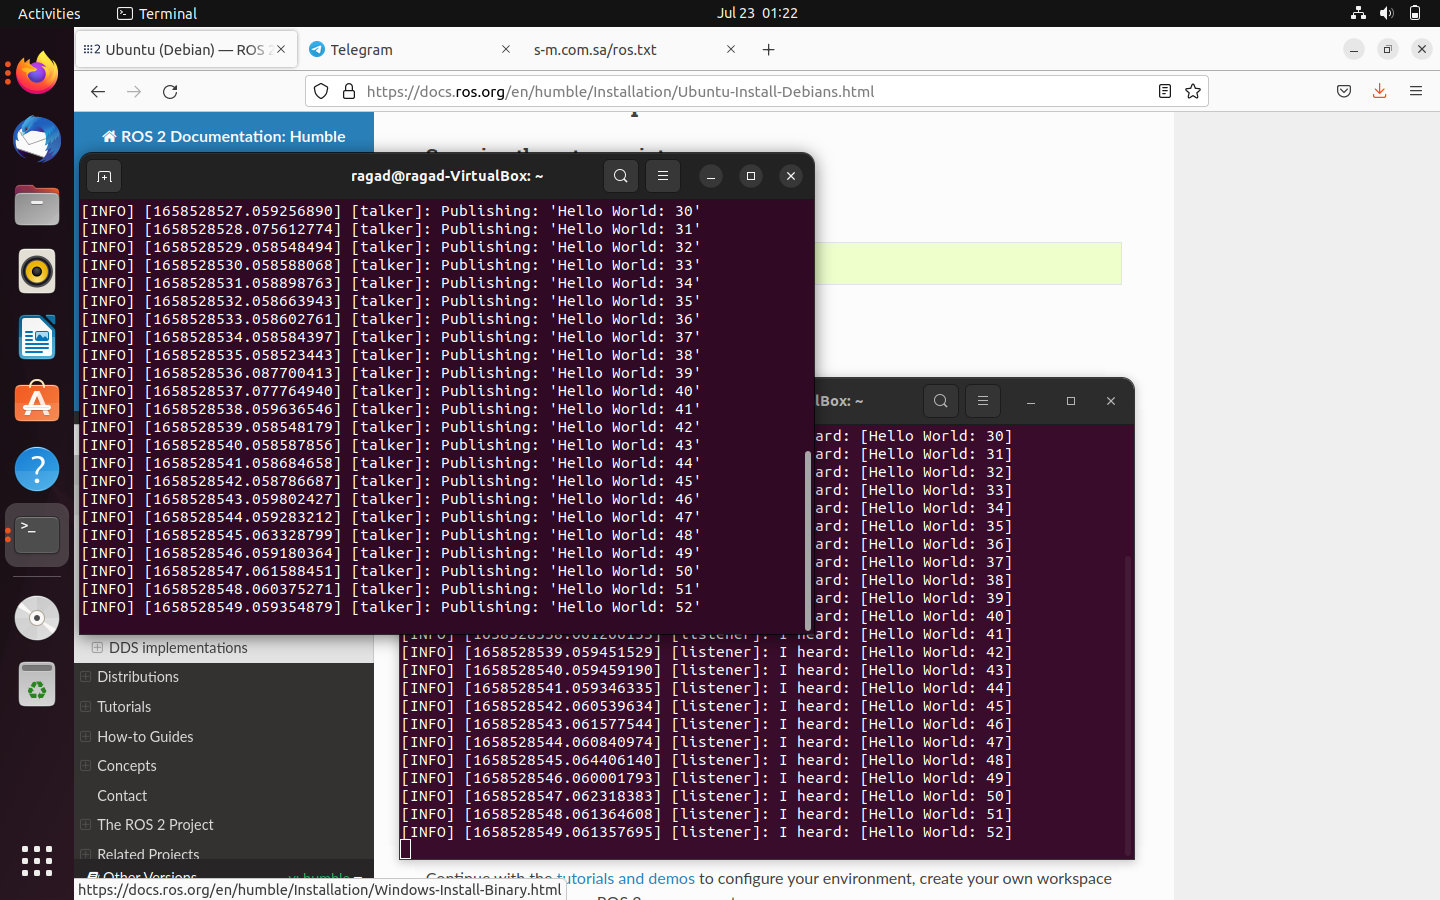 Activities
Terminal
Jul 23 01:22
Ubuntu (Debian) — ROS 2
Telegram
s-m.com.sa/ros.txt
https://docs.ros.org/en/humble/Installation/Ubuntu-Install-Debians.html
ROS 2 Documentation: Humble
ragad@ragad-VirtualBox: ~
[INFO] [1658528527.059256890] [talker]: Publishing: 'Hello World: 30'
[INFO] [1658528528.075612774] [talker]: Publishing: 'Hello World: 31'
[INFO] [1658528529.058548494] [talker]: Publishing: 'Hello World: 32'
[INFO] [1658528530.058588068] [talker]: Publishing: 'Hello World: 33'
[INFO] [1658528531.058898763] [talker]: Publishing: 'Hello World: 34'
[INFO] [1658528532.058663943] [talker]: Publishing: 'Hello World: 35'
[INFO] [1658528533.058602761] [talker]: Publishing: 'Hello World: 36'
[INFO] [1658528534.058584397] [talker]: Publishing: 'Hello World: 37'
[INFO] [1658528535.058523443] [talker]: Publishing: 'Hello World: 38'
[INFO] [1658528536.087700413] [talker]: Publishing: 'Hello World: 39'
[INFO] [1658528537.077764940] [talker]: Publishing: 'Hello World: 40'
[INFO] [1658528538.059636546] [talker]: Publishing: 'Hello World: 41'
[INFO] [1658528539.058548179] [talker]: Publishing: 'Hello World: 42'
[INFO] [1658528540.058587856] [talker]: Publishing: 'Hello World: 43'
[INFO] [1658528541.058684658] [talker]: Publishing: 'Hello World: 44'
[INFO] [1658528542.058786687] [talker]: Publishing: 'Hello World: 45'
[INFO] [1658528543.059802427] [talker]: Publishing: 'Hello World: 46'
[INFO] [1658528544.059283212] [talker]: Publishing: 'Hello World: 47'
[INFO] [1658528545.063328799] [talker]: Publishing: 'Hello World: 48'
[INFO] [1658528546.059180364] [talker]: Publishing: 'Hello World: 49'
[INFO] [1658528547.061588451] [talker]: Publishing: 'Hello World: 50'
[INFO] [1658528548.060375271] [talker]: Publishing: 'Hello World: 51'
[INFO] [1658528549.059354879] [talker]: Publishing: 'Hello World: 52'
lBox: ~
ard: [Hello World: 30]
ard: [Hello World: 31]
ard: [Hello World: 32]
ard: [Hello World: 33]
ard: [Hello World: 34]
ard: [Hello World: 35]
ard: [Hello World: 36]
ard: [Hello World: 37]
ard: [Hello World: 38]
ard: [Hello World: 39]
ard: [Hello World: 40]
[listener]: I heard: [Hello World: 41]
[INFO] [1658528539.059451529] [listener]: I heard: [Hello World: 42]
[INFO] [1658528540.059459190] [listener]: I heard: [Hello World: 43]
[INFO] [1658528541.059346335] [listener]: I heard: [Hello World: 44]
[INFO] [1658528542.060539634] [listener]: I heard: [Hello World: 45]
[INFO] [1658528543.061577544] [listener]: I heard: [Hello World: 46]
[INFO] [1658528544.060840974] [listener]: I heard: [Hello World: 47]
[INFO] [1658528545.064406140] [listener]: I heard: [Hello World: 48]
[INFO] [1658528546.060001793] [listener]: I heard: [Hello World: 49]
[INFO] [1658528547.062318383] [listener]: I heard: [Hello World: 50]
[INFO] [1658528548.061364608] [listener]: I heard: [Hello World: 51]
[INFO] [1658528549.061357695] [listener]: I heard: [Hello World: 52]
DDS implementations
Distributions
Tutorials
How-to Guides
Concepts
Contact
The ROS 2 Project
Related Projects
Other Versions
v: humble
Continue with the tutorials and demos to configure your environment, create your own workspace
https://docs.ros.org/en/humble/Installation/Windows-Install-Binary.html